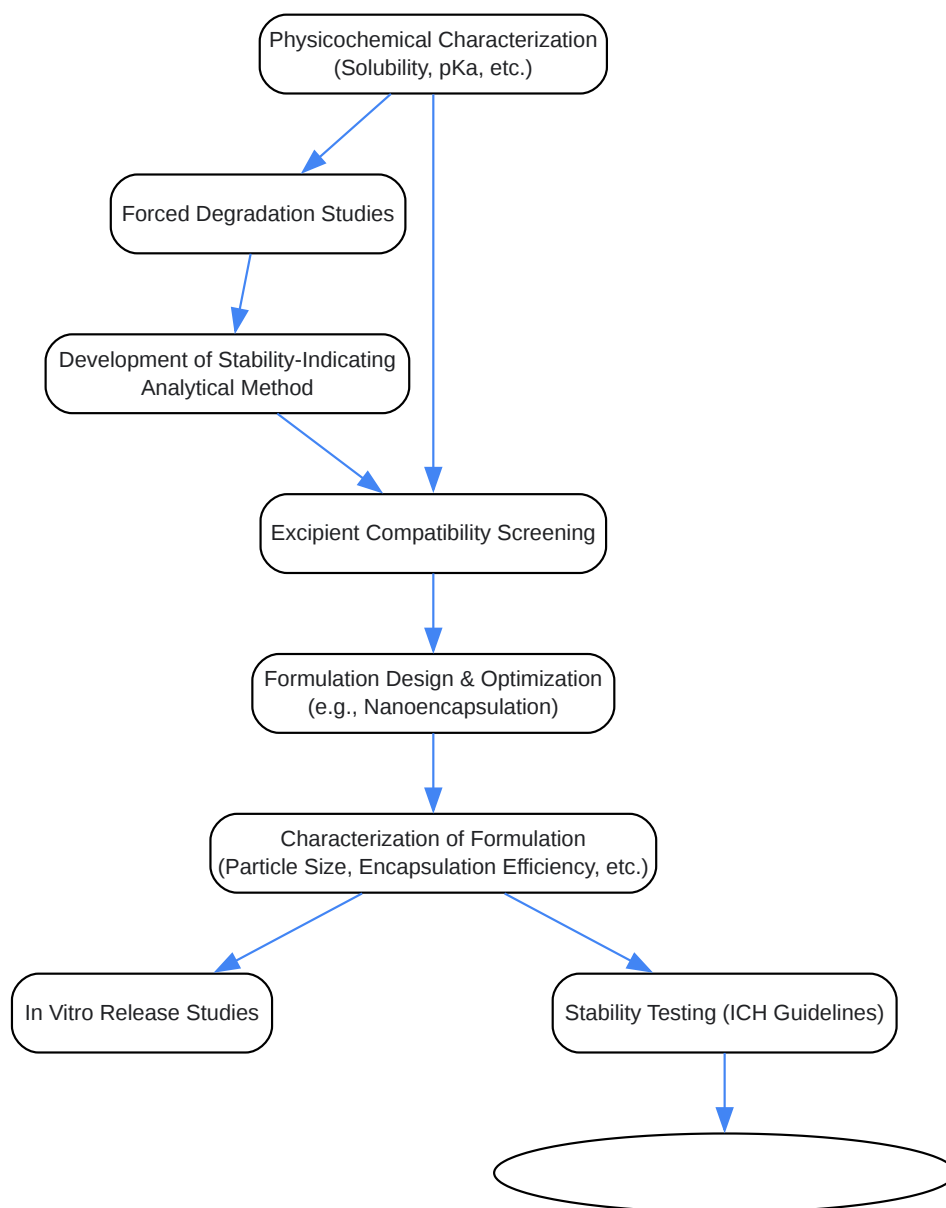 Physicochemical Characterization
(Solubility, pKa, etc.)
Forced Degradation Studies
Development of Stability-Indicating
Analytical Method
Excipient Compatibility Screening
Formulation Design & Optimization
(e.g., Nanoencapsulation)
Characterization of Formulation
(Particle Size, Encapsulation Efficiency, etc.)
In Vitro Release Studies
Stability Testing (ICH Guidelines)